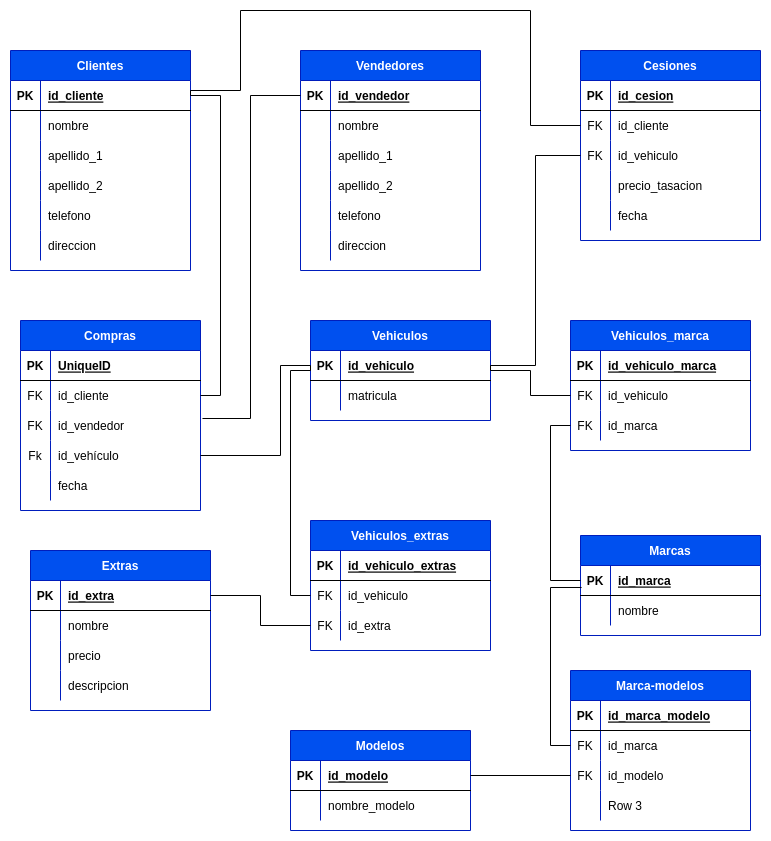 Clientes
PK id_cliente
nombre
apellido_1
apellido_2
telefono
direccion
Vendedores
PK id_vendedor
nombre
apellido_1
apellido_2
telefono
direccion
Cesiones
PK id_cesion
FK id_cliente
FK id_vehiculo
precio_tasacion
fecha
Compras
PK UniqueID
FK id_cliente
FK id_vendedor
Fk id_vehículo
fecha
Vehiculos
PK id_vehiculo
matricula
Vehiculos_marca
PK id_vehiculo_marca
FK id_vehiculo
FK id_marca
Extras
PK id_extra
nombre
precio
descripcion
Vehiculos_extras
PK id_vehiculo_extras
FK id_vehiculo
FK id_extra
Marcas
PK id_marca
nombre
Modelos
PK id_modelo
nombre_modelo
Marca-modelos
PK id_marca_modelo
FK id_marca
FK id_modelo
Row 3